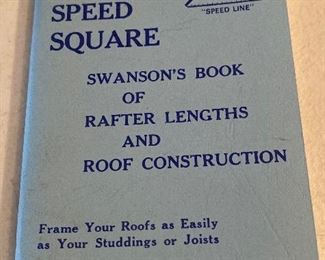 SPEED
SQUARE
"SPEED LINE"
SWANSON'S BOOK
OF
RAFTER LENGTHS
AND
ROOF CONSTRUCTION
Frame Your Roofs as Easily
as Your Studdings or Joists